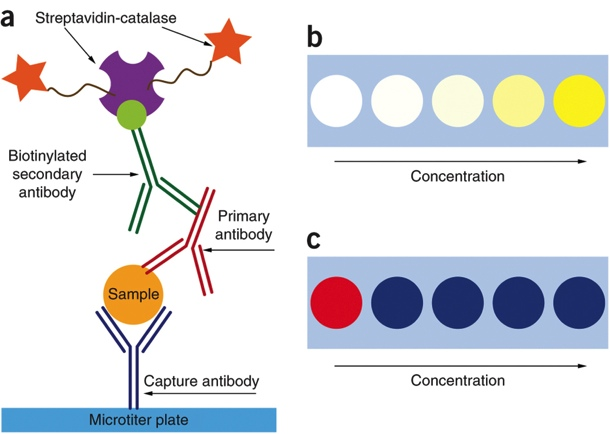 a
Streptavidin-catalase
Biotinylated
secondary
antibody
Primary
antibody
Sample
Capture antibody
Microtiter plate
b
Concentration
c
Concentration